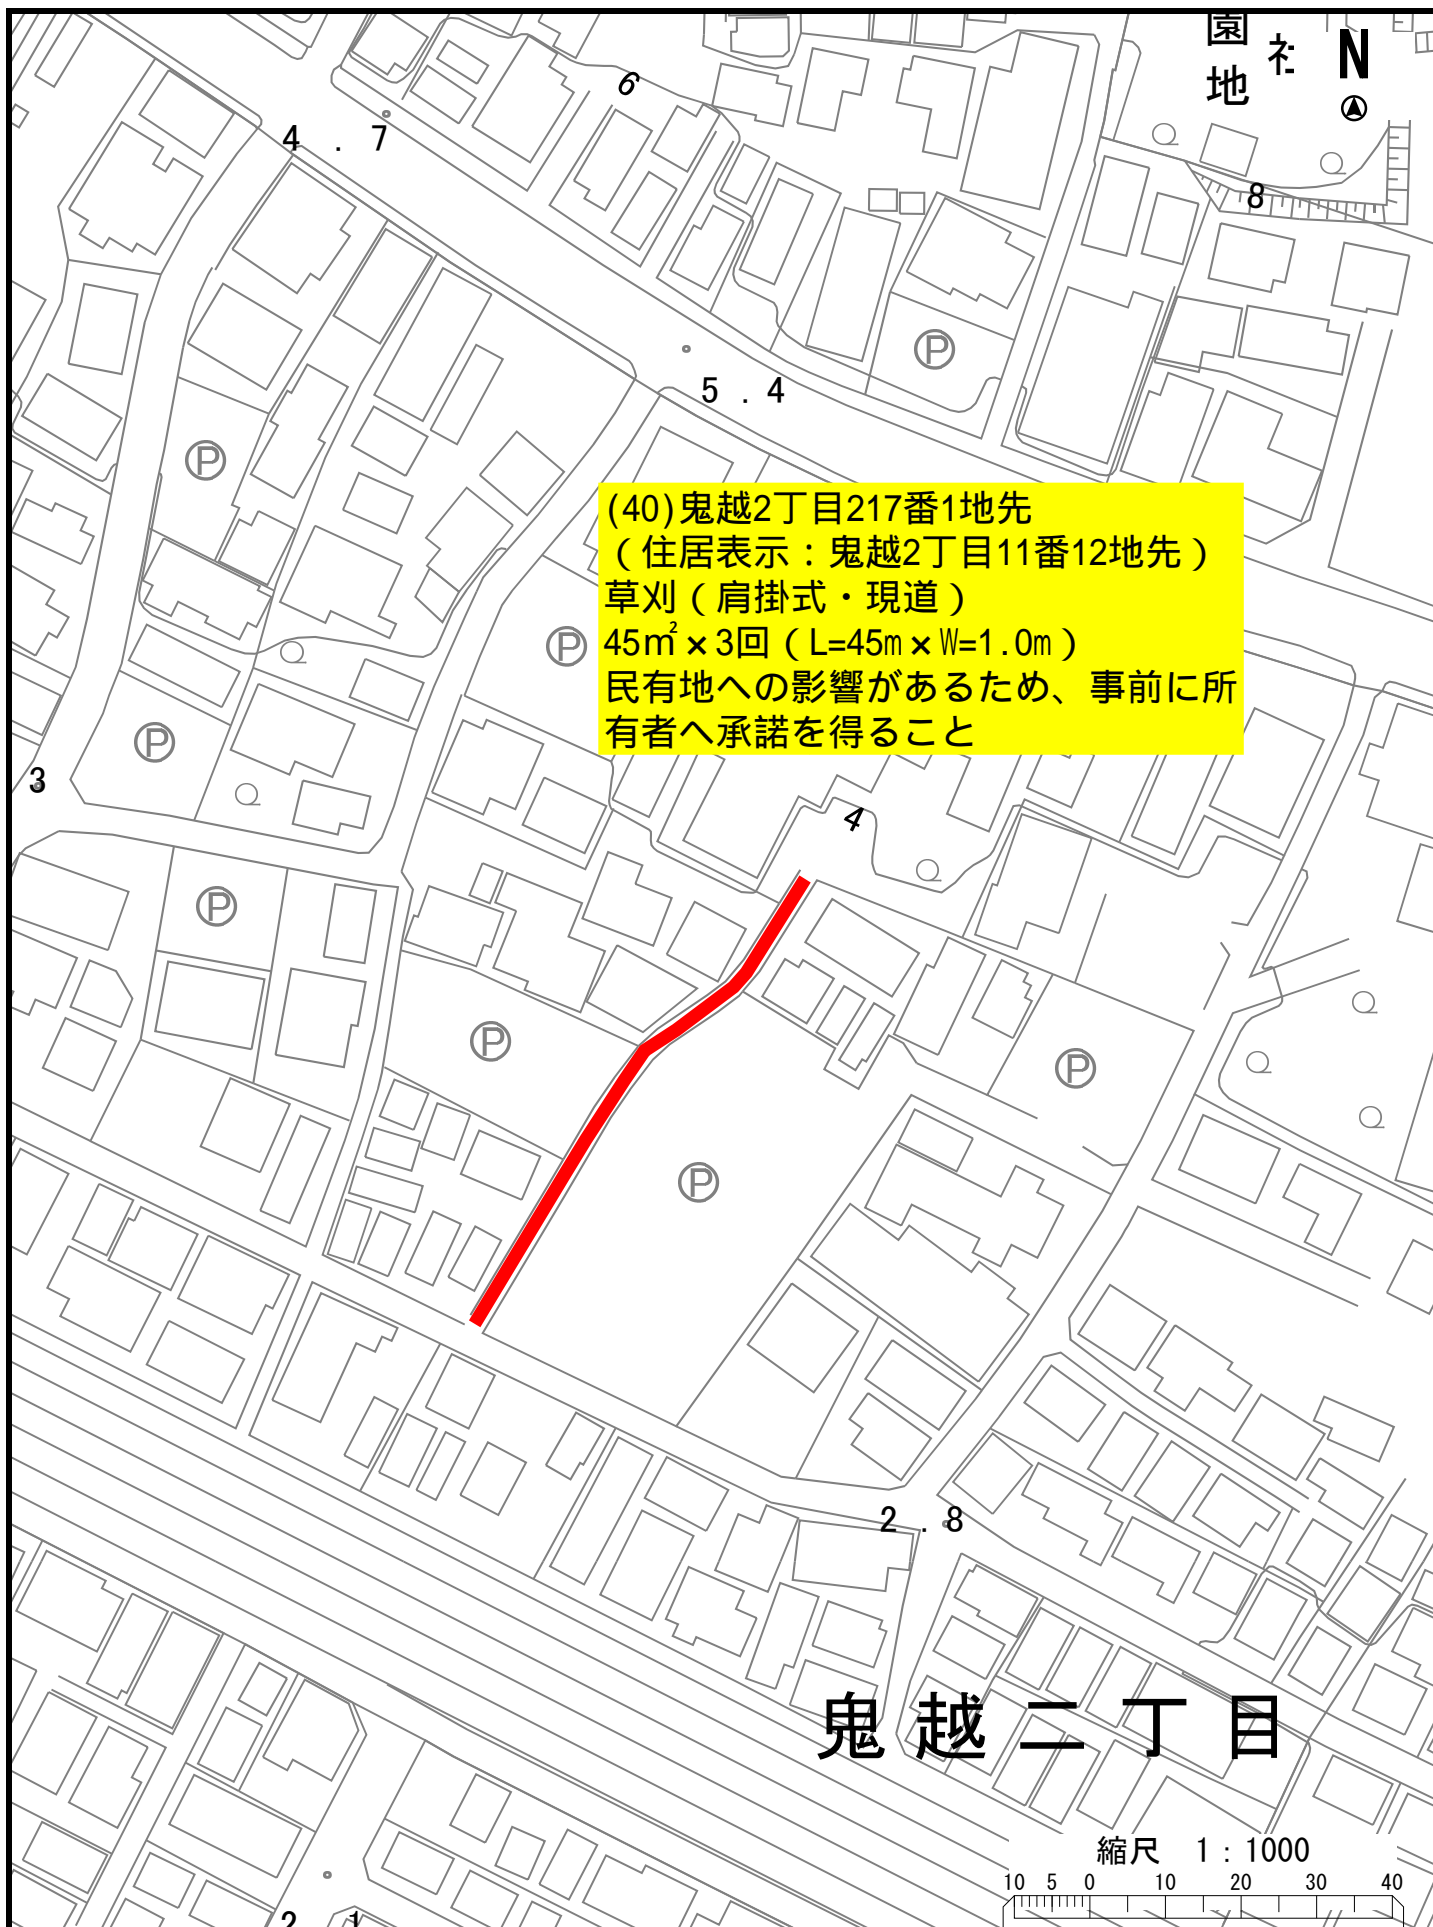 園
地
社
N
6
4.7
8
P
5.4
P
(40)鬼越2丁目217番1地先
（住居表示：鬼越2丁目11番12地先）
草刈（肩掛式・現道）
45㎡×3回（L=45m×W=1.0m）
民有地への影響があるため、事前に所
有者へ承諾を得ること
P
P
3
4
P
P
P
P
2.8
鬼越二丁目
縮尺 1:1000
10 5 0 10 20 30 40
2.1